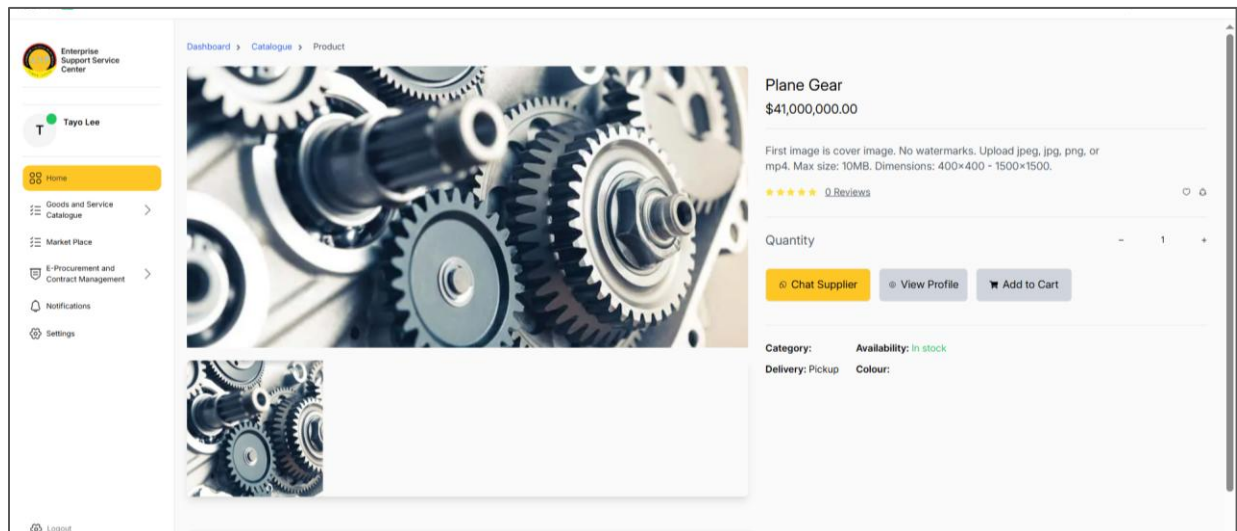 Enterprise
Support Service
Center
T
Tayo Lee
Home
Goods and Service
Catalogue
Market Place
E-Procurement and
Contract Management
Notifications
Settings
Logout
Dashboard > Catalogue > Product
Plane Gear
$41,000,000.00
First image is cover image. No watermarks. Upload jpeg, jpg, png, or
mp4. Max size: 10MB. Dimensions: 400×400 - 1500×1500.
0 Reviews
Quantity
- 1 +
Chat Supplier
View Profile
Add to Cart
Category: Availability: In stock
Delivery: Pickup Colour: